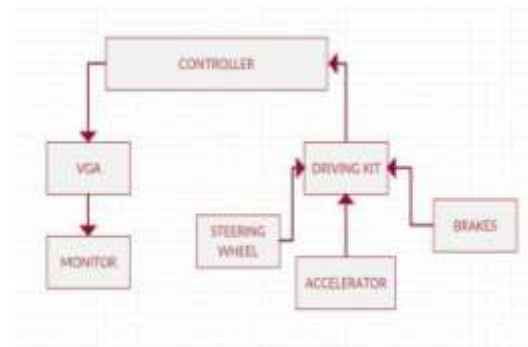 CONTROLLER
VGA
DRIVING KIT
STEERING
WHEEL
BRAKES
MONITOR
ACCELERATOR